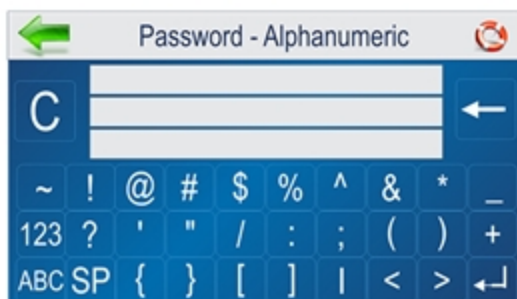 Password - Alphanumeric
C
~ ! @ # $ % ^ & * _
123 ? ' " / : ; ( ) +
ABC SP { } [ ] | < >